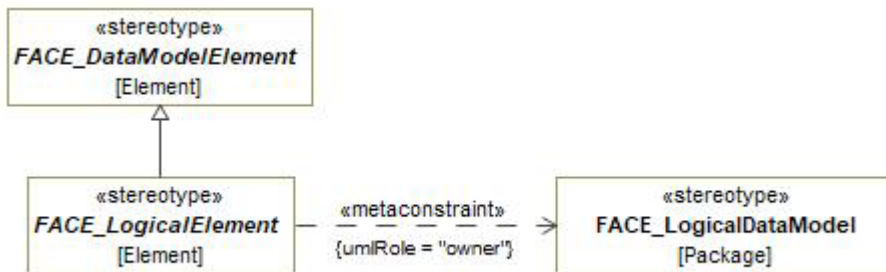 «stereotype»
FACE_DataModelElement
[Element]
«stereotype»
FACE_LogicalElement
[Element]
«metaconstraint»
{umlRole = "owner"}
«stereotype»
FACE_LogicalDataModel
[Package]